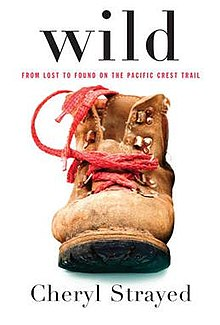 wild
FROM LOST TO FOUND ON THE PACIFIC CREST TRAIL
Cheryl Strayed